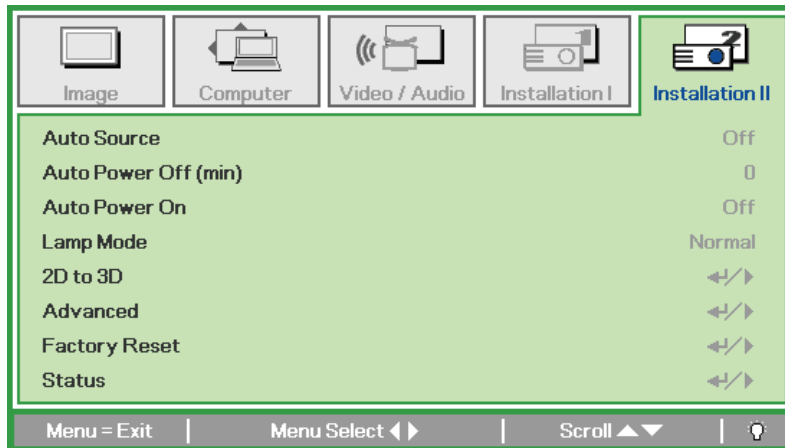 Image
Computer
Video / Audio
Installation I
Installation II
Auto Source Off
Auto Power Off (min) 0
Auto Power On Off
Lamp Mode Normal
2D to 3D
Advanced
Factory Reset
Status
Menu = Exit Menu Select Scroll